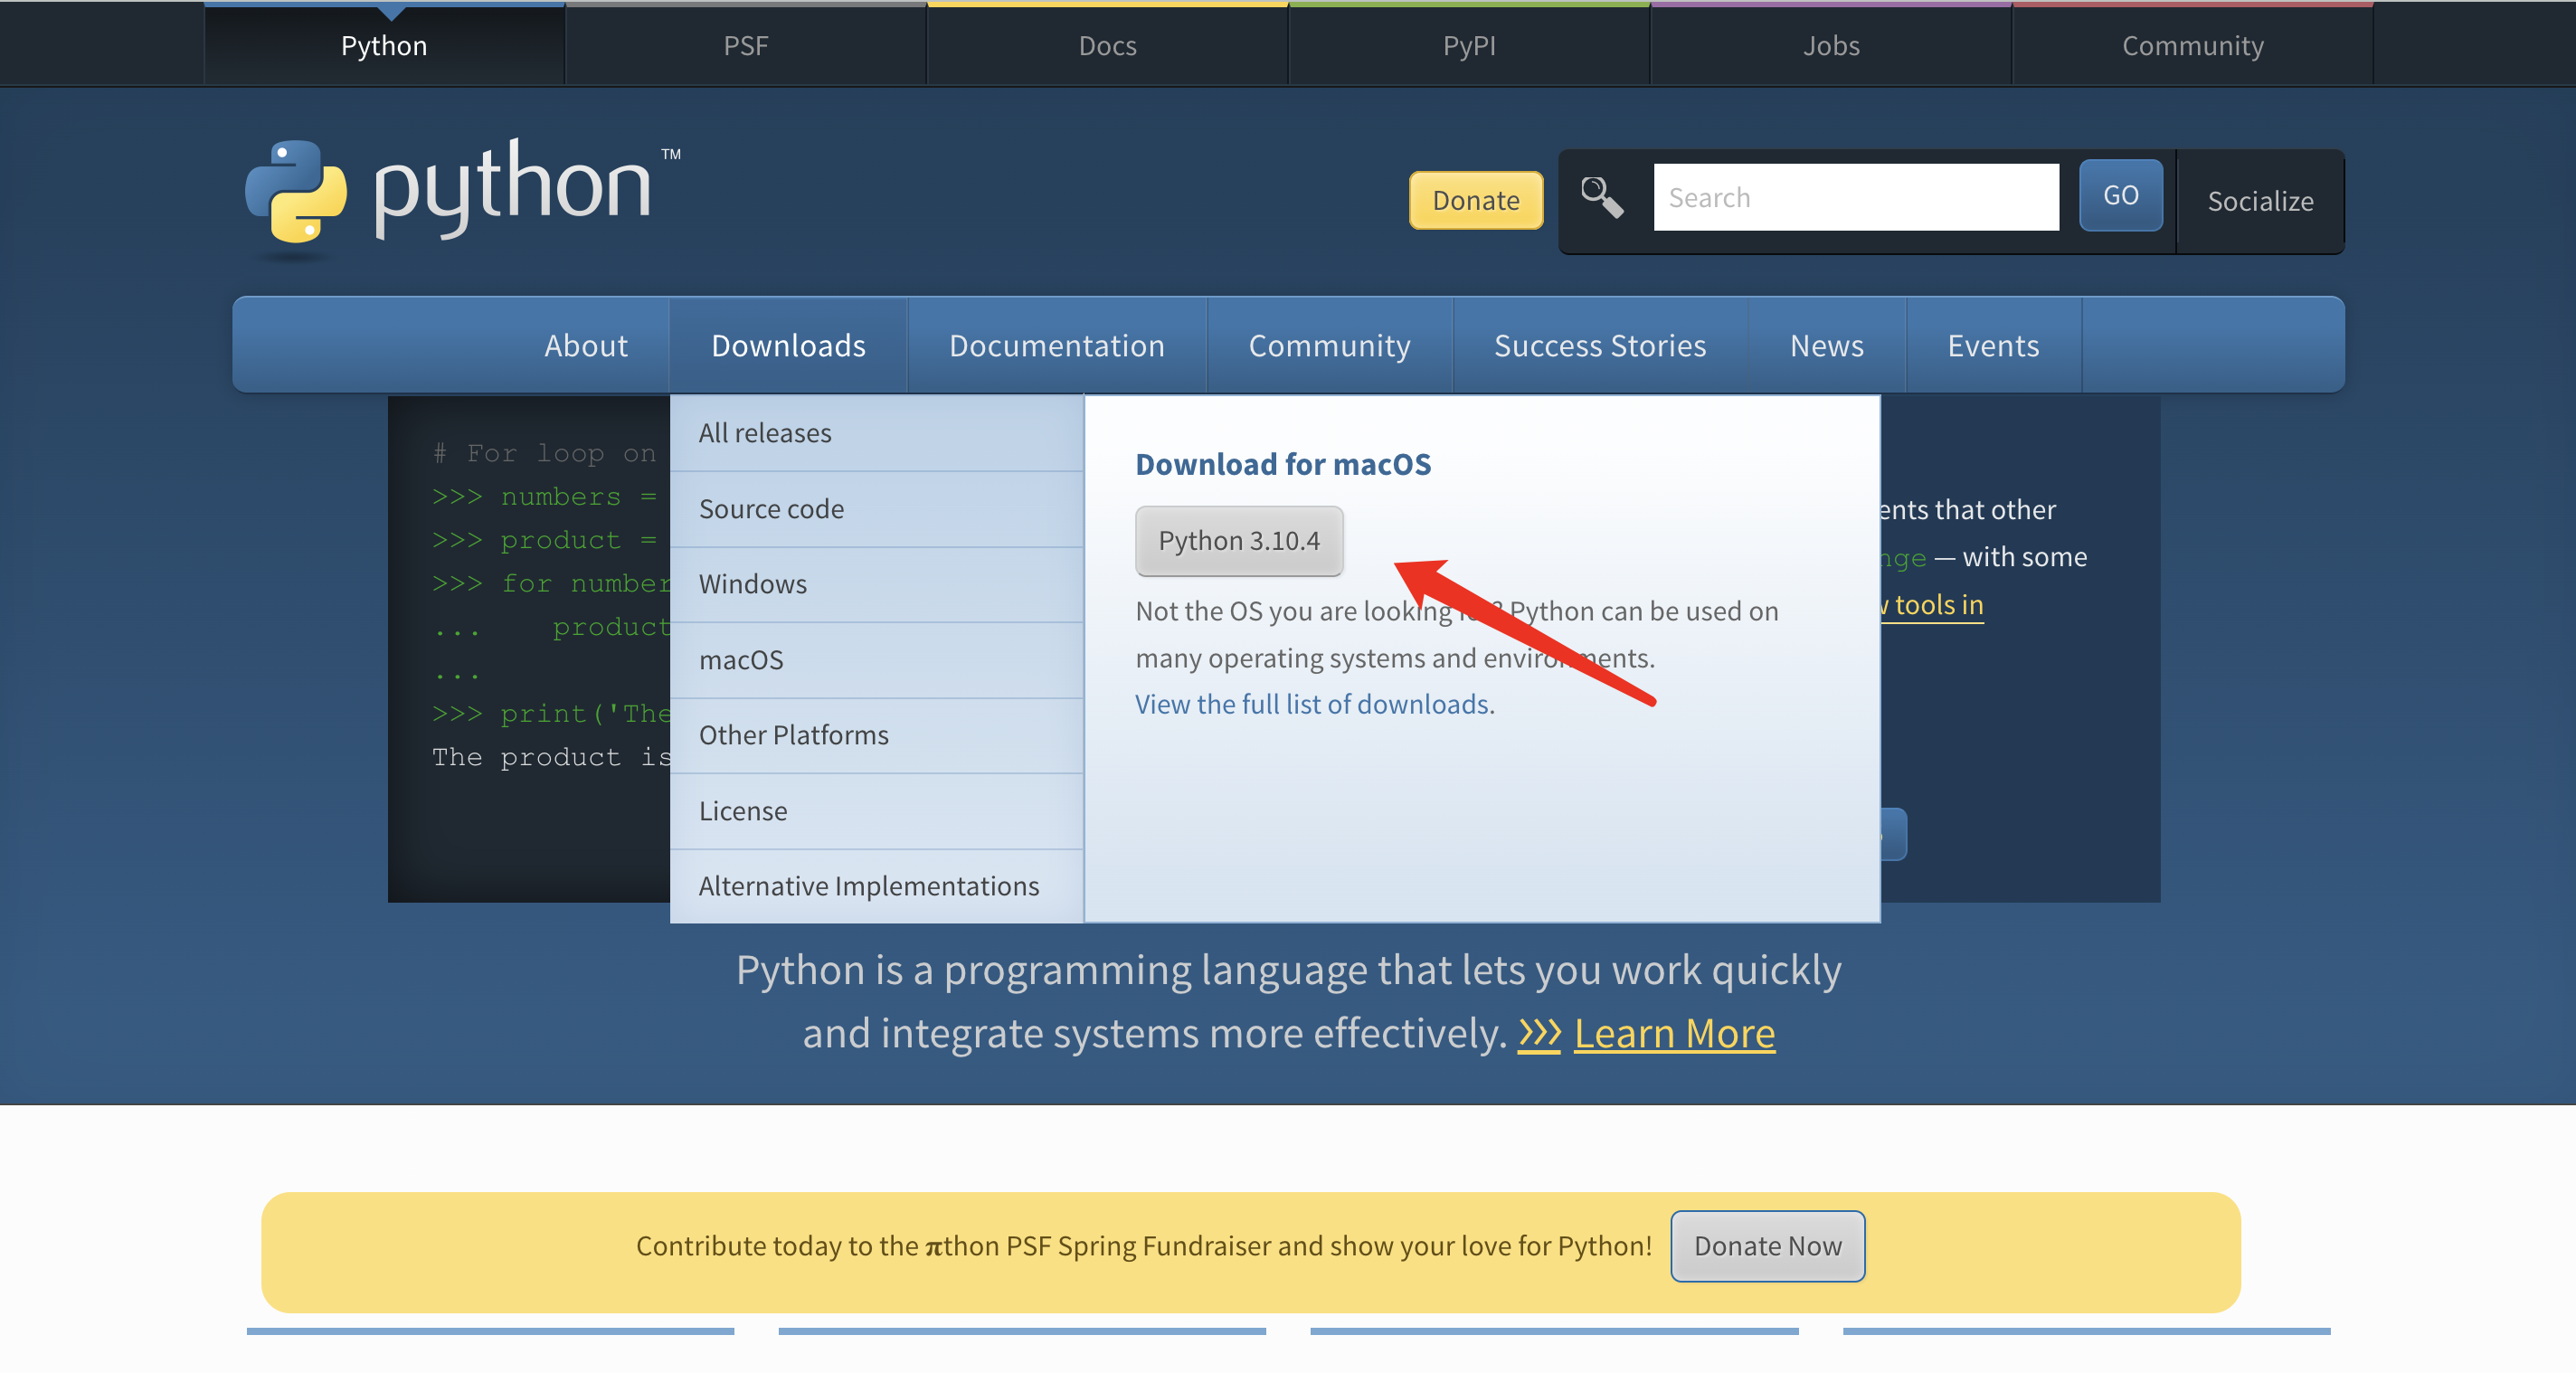 Python
PSF
Docs
PyPI
Jobs
Community
python™
Donate
Search
GO
Socialize
About
Downloads
Documentation
Community
Success Stories
News
Events
# For loop on
>>> numbers =
>>> product =
>>> for number
... product
...
>>> print('The
The product is
All releases
Source code
Windows
macOS
Other Platforms
License
Alternative Implementations
Download for macOS
Python 3.10.4
Not the OS you are looking ? Python can be used on
many operating systems and environments.
View the full list of downloads.
ents that other
nge — with some
tools in
Python is a programming language that lets you work quickly
and integrate systems more effectively. >>> Learn More
Contribute today to the πthon PSF Spring Fundraiser and show your love for Python!
Donate Now